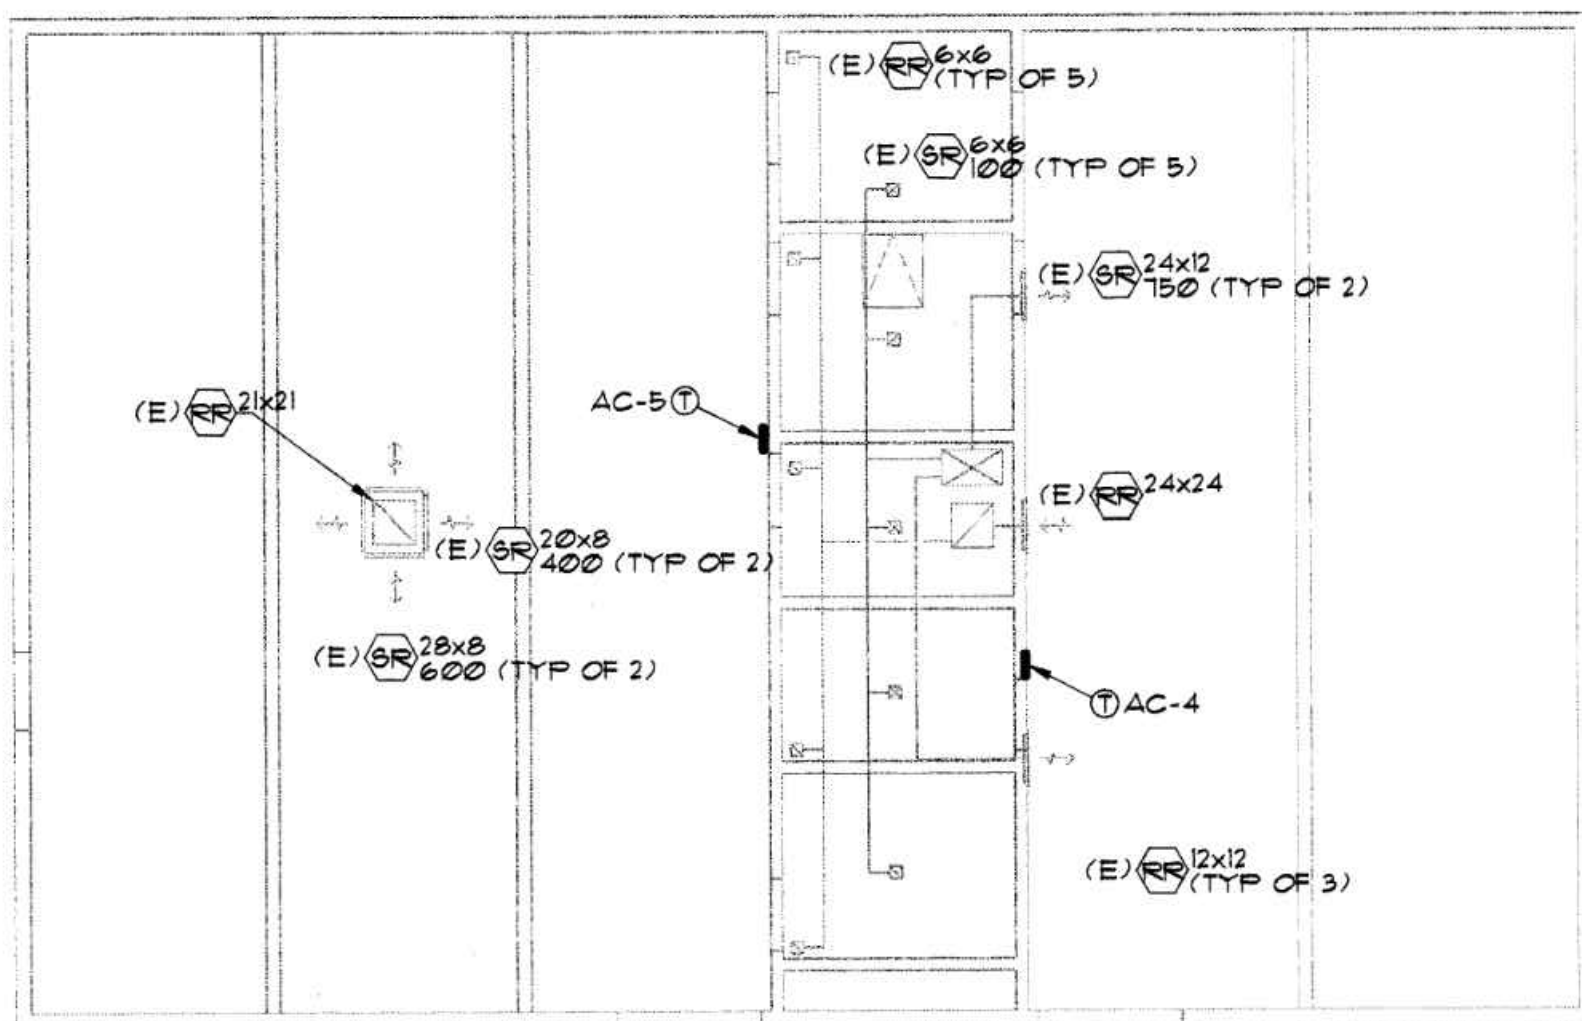 (E) RR 6x6
(TYP OF 5)
(E) SR 6x6
100 (TYP OF 5)
(E) SR 24x12
750 (TYP OF 2)
(E) RR 21x21
AC-5 T
(E) RR 24x24
(E) SR 20x8
400 (TYP OF 2)
(E) SR 28x8
600 (TYP OF 2)
T AC-4
(E) RR 12x12
(TYP OF 3)